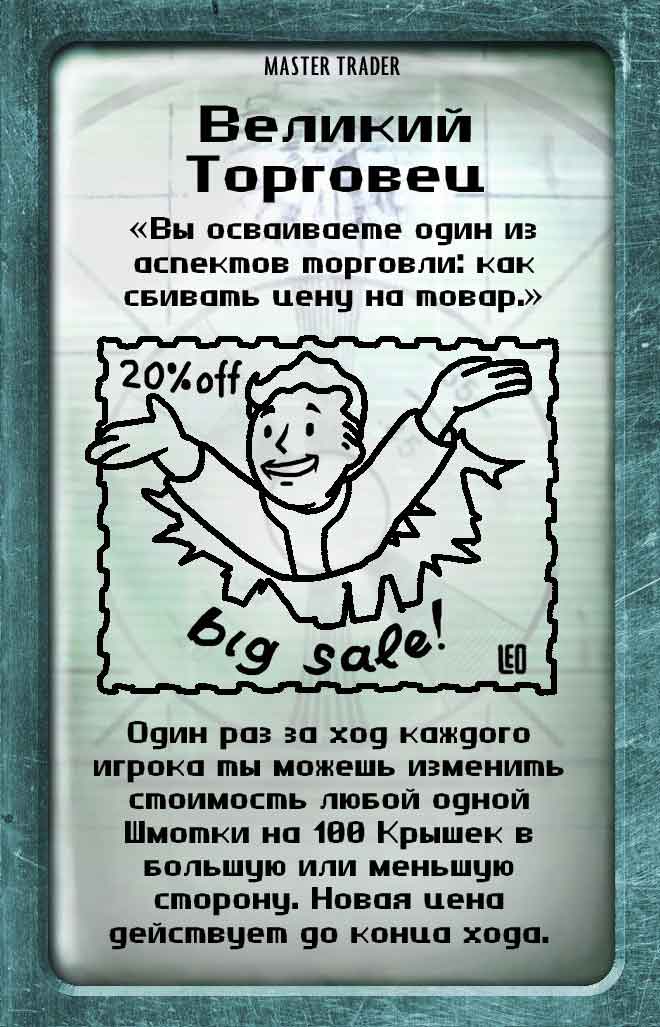 MASTER TRADER
Великий
Торговец
«Вы осваиваете один из
аспектов торговли: как
сбивать цену на товар.»
20% off
big sale!
LEO
Один раз за ход каждого
игрока ты можешь изменить
стоимость любой одной
Шмотки на 100 Крышек в
большую или меньшую
сторону. Новая цена
действует до конца хода.